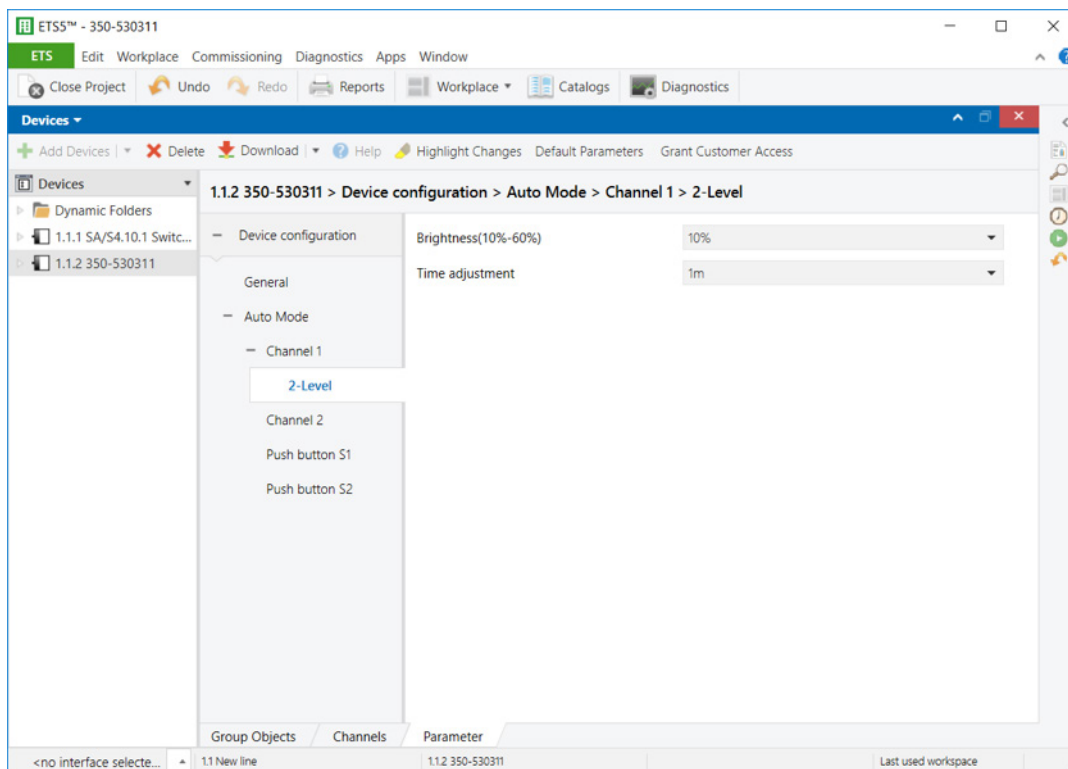 ETS5™ - 350-530311
ETS Edit Workplace Commissioning Diagnostics Apps Window
Close Project Undo Redo Reports Workplace Catalogs Diagnostics
Devices
Add Devices Delete Download Help Highlight Changes Default Parameters Grant Customer Access
Devices
Dynamic Folders
1.1.1 SA/S4.10.1 Switc...
1.1.2 350-530311
1.1.2 350-530311 > Device configuration > Auto Mode > Channel 1 > 2-Level
Device configuration
General
Auto Mode
Channel 1
2-Level
Channel 2
Push button S1
Push button S2
Brightness(10%-60%) 10%
Time adjustment 1m
Group Objects Channels Parameter
<no interface selecte... 1.1 New line 1.1.2 350-530311 Last used workspace